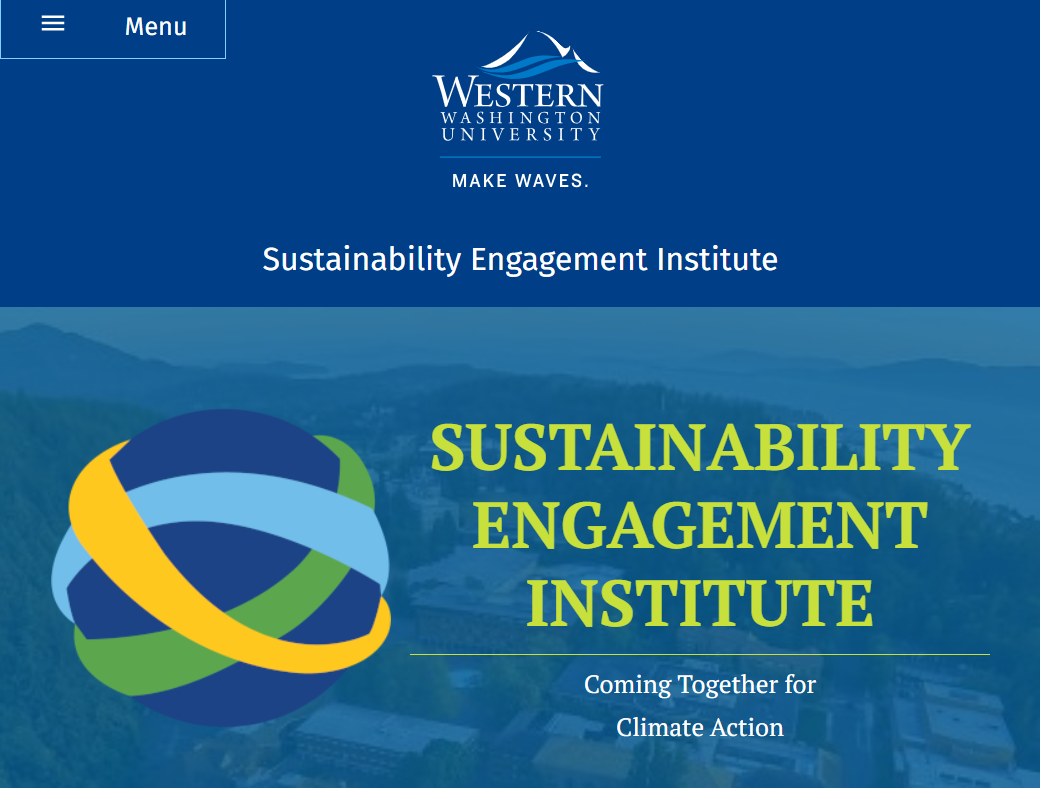 Menu
WESTERN
WASHINGTON
UNIVERSITY
MAKE WAVES.
Sustainability Engagement Institute
SUSTAINABILITY
ENGAGEMENT
INSTITUTE
Coming Together for
Climate Action